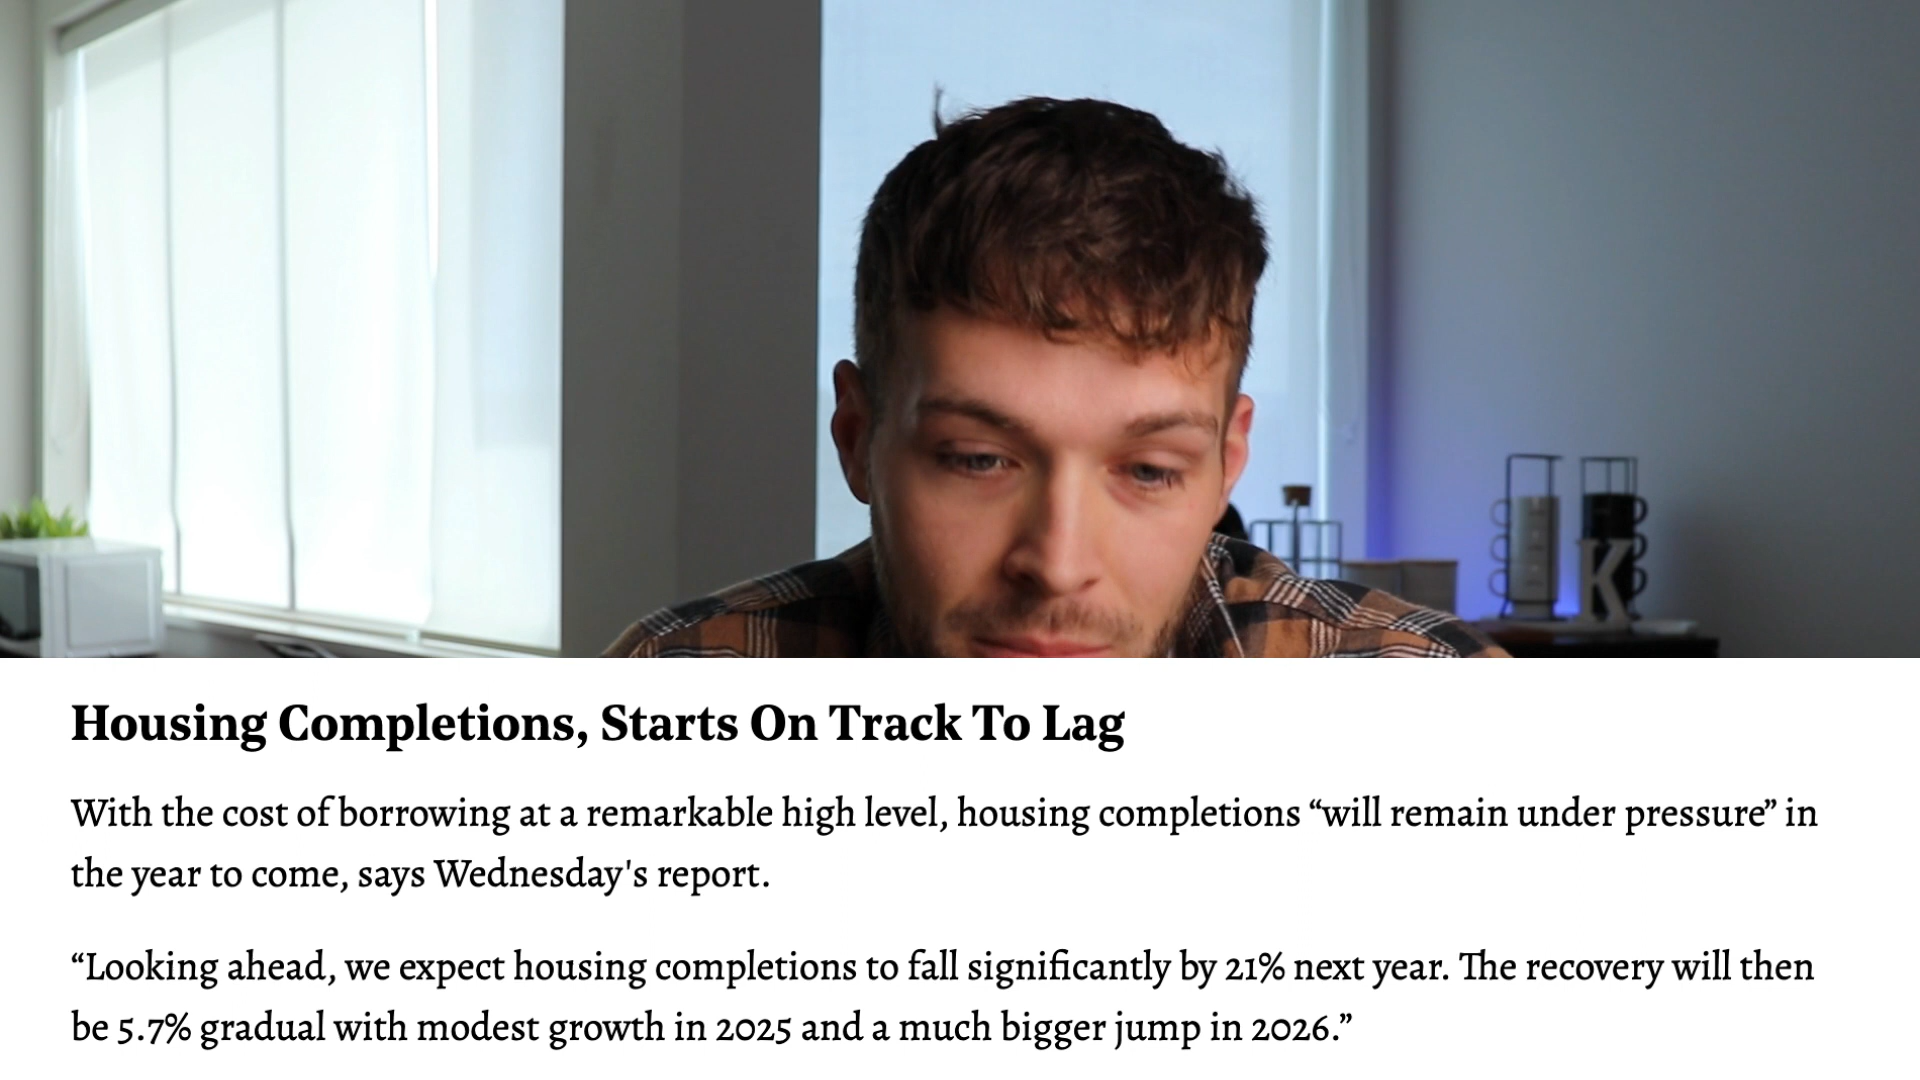 K
Housing Completions, Starts On Track To Lag
With the cost of borrowing at a remarkable high level, housing completions “will remain under pressure” in
the year to come, says Wednesday's report.
“Looking ahead, we expect housing completions to fall significantly by 21% next year. The recovery will then
be 5.7% gradual with modest growth in 2025 and a much bigger jump in 2026.”